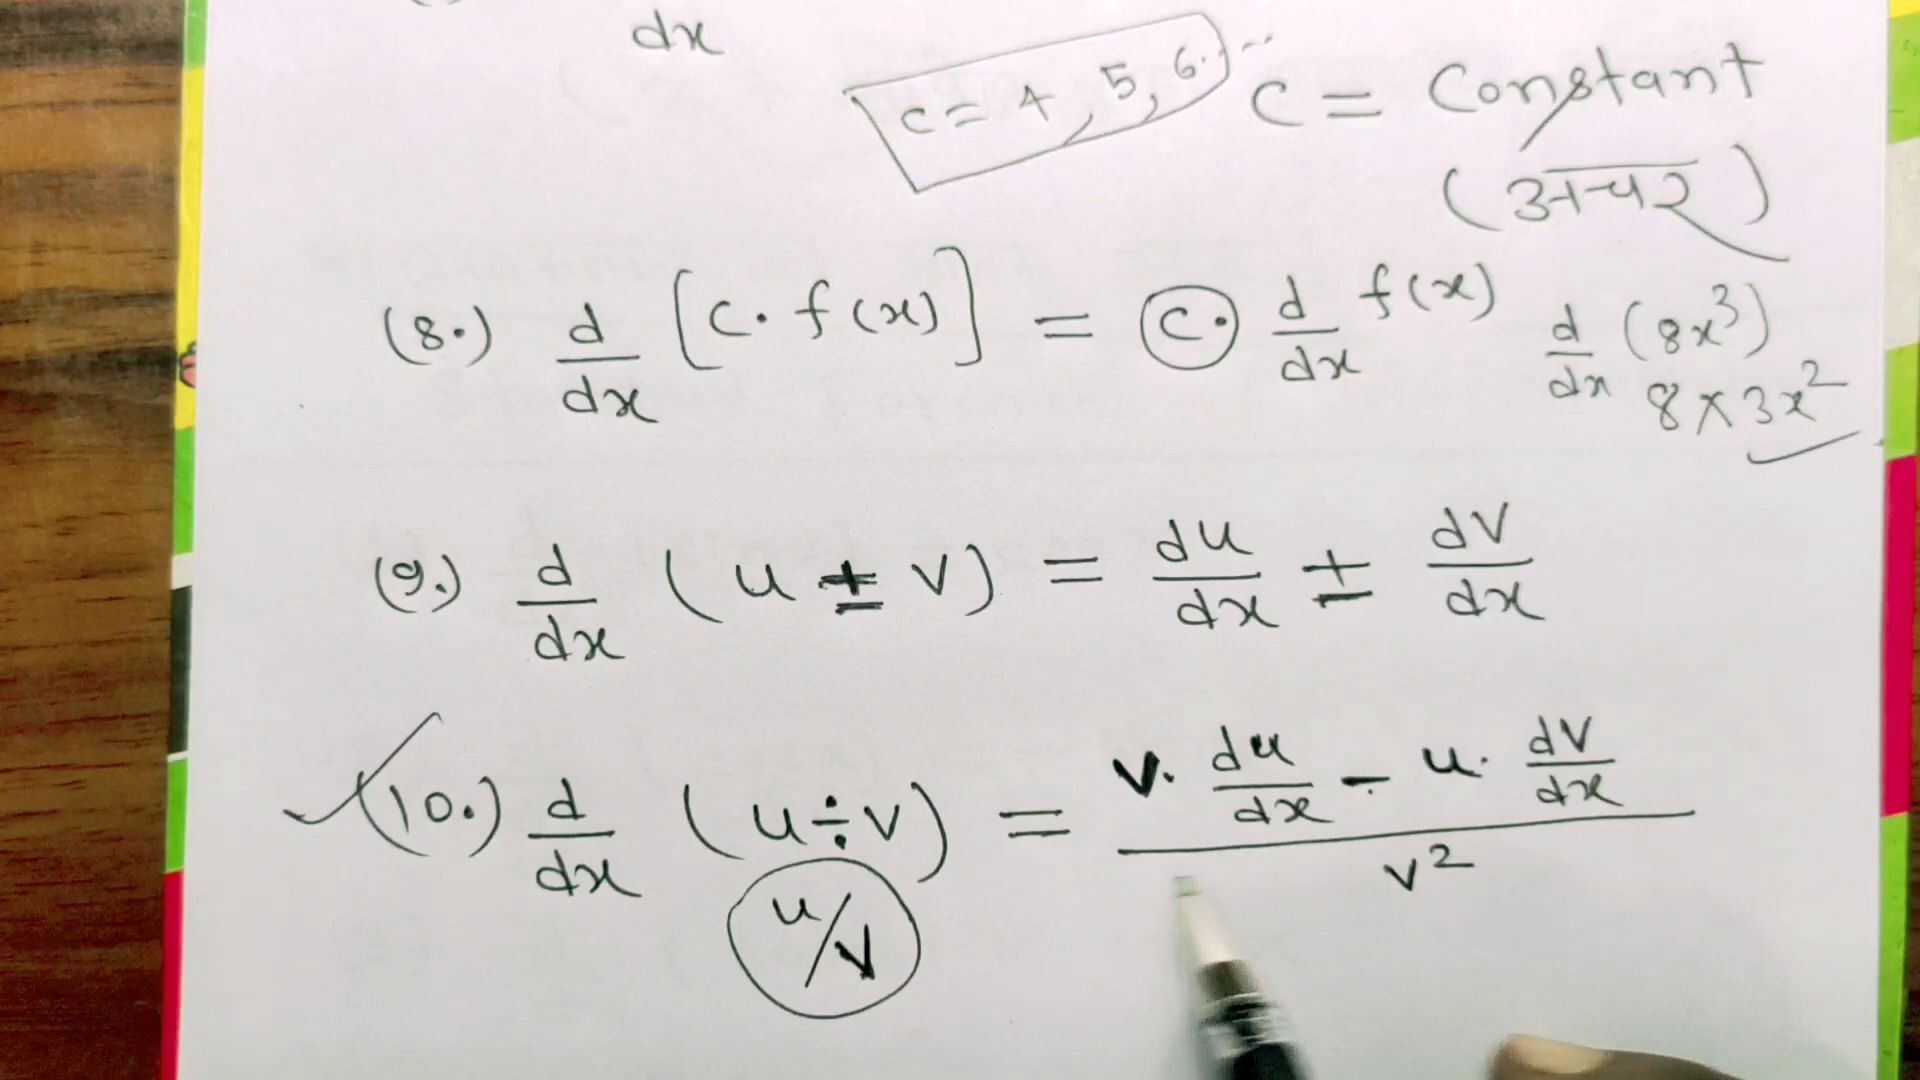 dx
c = 4, 5, 6...
c = Constant
(अचर)
(8.) d/dx [c. f(x)] = c. d/dx f(x)
d/dx (8x³)
8×3x²
(9.) d/dx (u ± v) = du/dx ± dv/dx
(10.) d/dx (u÷v) = (v. du/dx - u. dv/dx)/v²
u/v